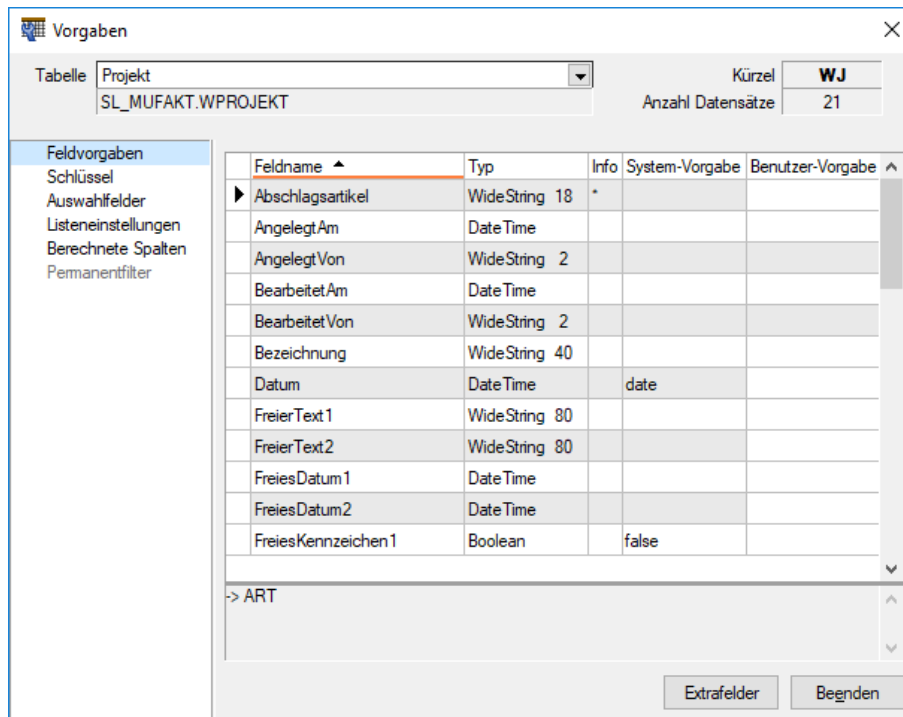 Vorgaben
Tabelle Projekt Kürzel WJ
SL_MUFAKT.WPROJEKT Anzahl Datensätze 21
Feldvorgaben
Schlüssel
Auswahlfelder
Listeneinstellungen
Berechnete Spalten
Permanentfilter
Feldname Typ Info System-Vorgabe Benutzer-Vorgabe
Abschlagsartikel WideString 18 *
AngelegtAm DateTime
AngelegtVon WideString 2
BearbeitetAm DateTime
BearbeitetVon WideString 2
Bezeichnung WideString 40
Datum DateTime date
FreierText1 WideString 80
FreierText2 WideString 80
FreiesDatum1 DateTime
FreiesDatum2 DateTime
FreiesKennzeichen1 Boolean false
-> ART
Extrafelder Beenden